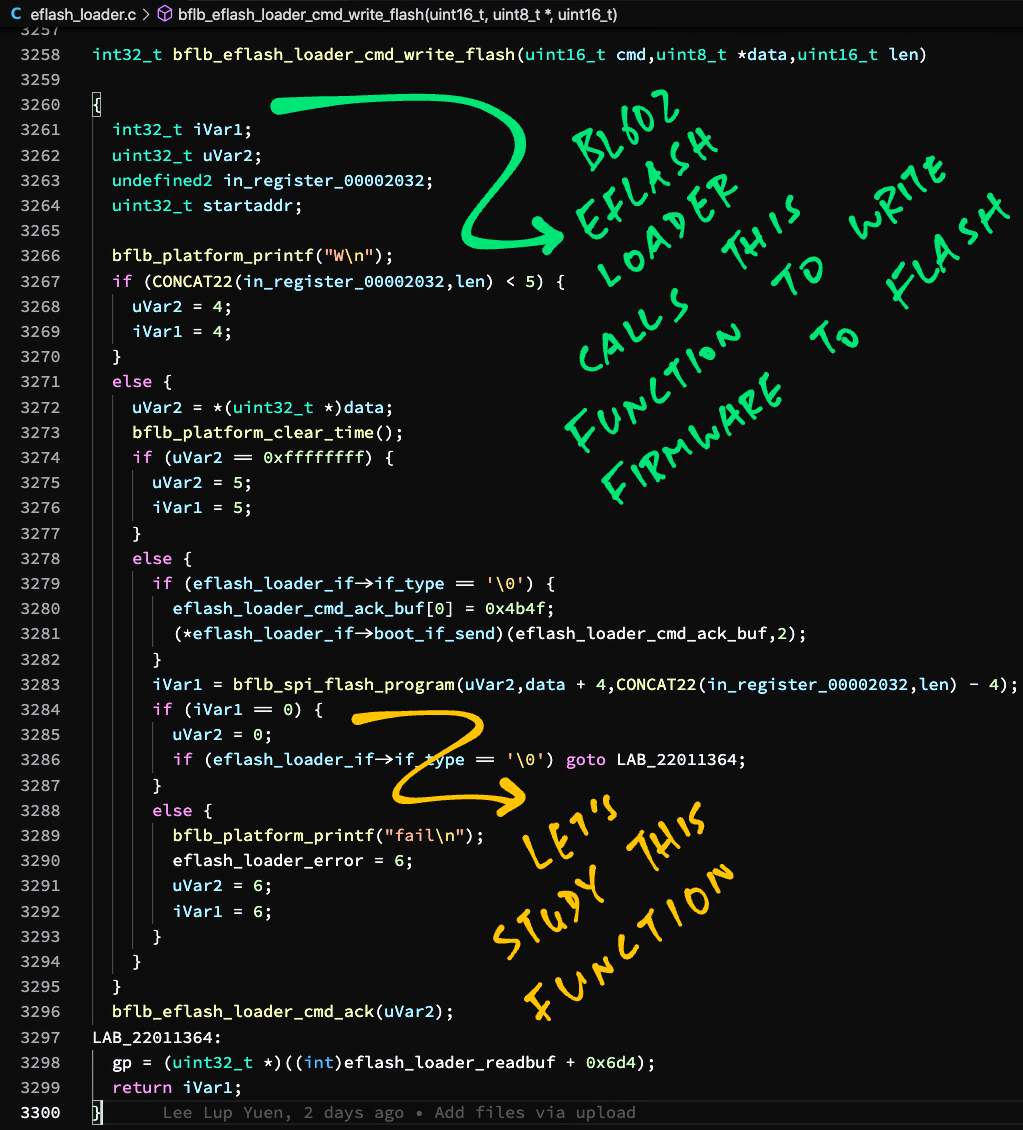 C eflash_loader.c > bflb_eflash_loader_cmd_write_flash(uint16_t, uint8_t *, uint16_t)
3257
3258 int32_t bflb_eflash_loader_cmd_write_flash(uint16_t cmd,uint8_t *data,uint16_t len)
3259
3260 {
3261 int32_t iVar1;
3262 uint32_t uVar2;
3263 undefined2 in_register_00002032;
3264 uint32_t startaddr;
3265
3266 bflb_platform_printf("W\n");
3267 if (CONCAT22(in_register_00002032,len) < 5) {
3268 uVar2 = 4;
3269 iVar1 = 4;
3270 }
3271 else {
3272 uVar2 = *(uint32_t *)data;
3273 bflb_platform_clear_time();
3274 if (uVar2 == 0xffffffff) {
3275 uVar2 = 5;
3276 iVar1 = 5;
3277 }
3278 else {
3279 if (eflash_loader_if->if_type == '\0') {
3280 eflash_loader_cmd_ack_buf[0] = 0x4b4f;
3281 (*eflash_loader_if->boot_if_send)(eflash_loader_cmd_ack_buf,2);
3282 }
3283 iVar1 = bflb_spi_flash_program(uVar2,data + 4,CONCAT22(in_register_00002032,len) - 4);
3284 if (iVar1 == 0) {
3285 uVar2 = 0;
3286 if (eflash_loader_if->if_type == '\0') goto LAB_22011364;
3287 }
3288 else {
3289 bflb_platform_printf("fail\n");
3290 eflash_loader_error = 6;
3291 uVar2 = 6;
3292 iVar1 = 6;
3293 }
3294 }
3295 }
3296 bflb_eflash_loader_cmd_ack(uVar2);
3297 LAB_22011364:
3298 gp = (uint32_t *)((int)eflash_loader_readbuf + 0x6d4);
3299 return iVar1;
3300 } Lee Lup Yuen, 2 days ago • Add files via upload
BL602
EFLASH
LOADER
CALLS THIS
FUNCTION TO WRITE
FIRMWARE TO FLASH
LET'S
STUDY THIS
FUNCTION